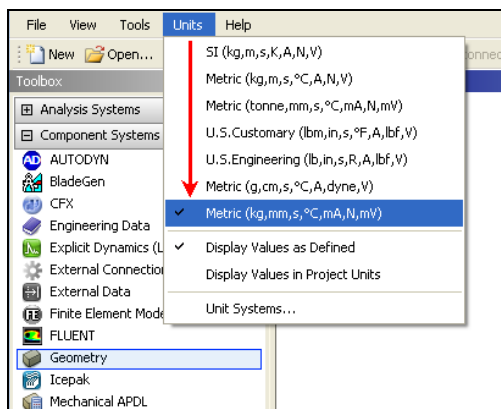 File View Tools Units Help
New Open...
Toolbox
Analysis Systems
Component Systems
AUTODYN
BladeGen
CFX
Engineering Data
Explicit Dynamics (L
External Connection
External Data
Finite Element Mode
FLUENT
Geometry
Icepak
Mechanical APDL
SI (kg,m,s,K,A,N,V)
Metric (kg,m,s,°C,A,N,V)
Metric (tonne,mm,s,°C,mA,N,mV)
U.S.Customary (lbm,in,s,°F,A,lbf,V)
U.S.Engineering (lb,in,s,R,A,lbf,V)
Metric (g,cm,s,°C,A,dyne,V)
Metric (kg,mm,s,°C,mA,N,mV)
Display Values as Defined
Display Values in Project Units
Unit Systems...